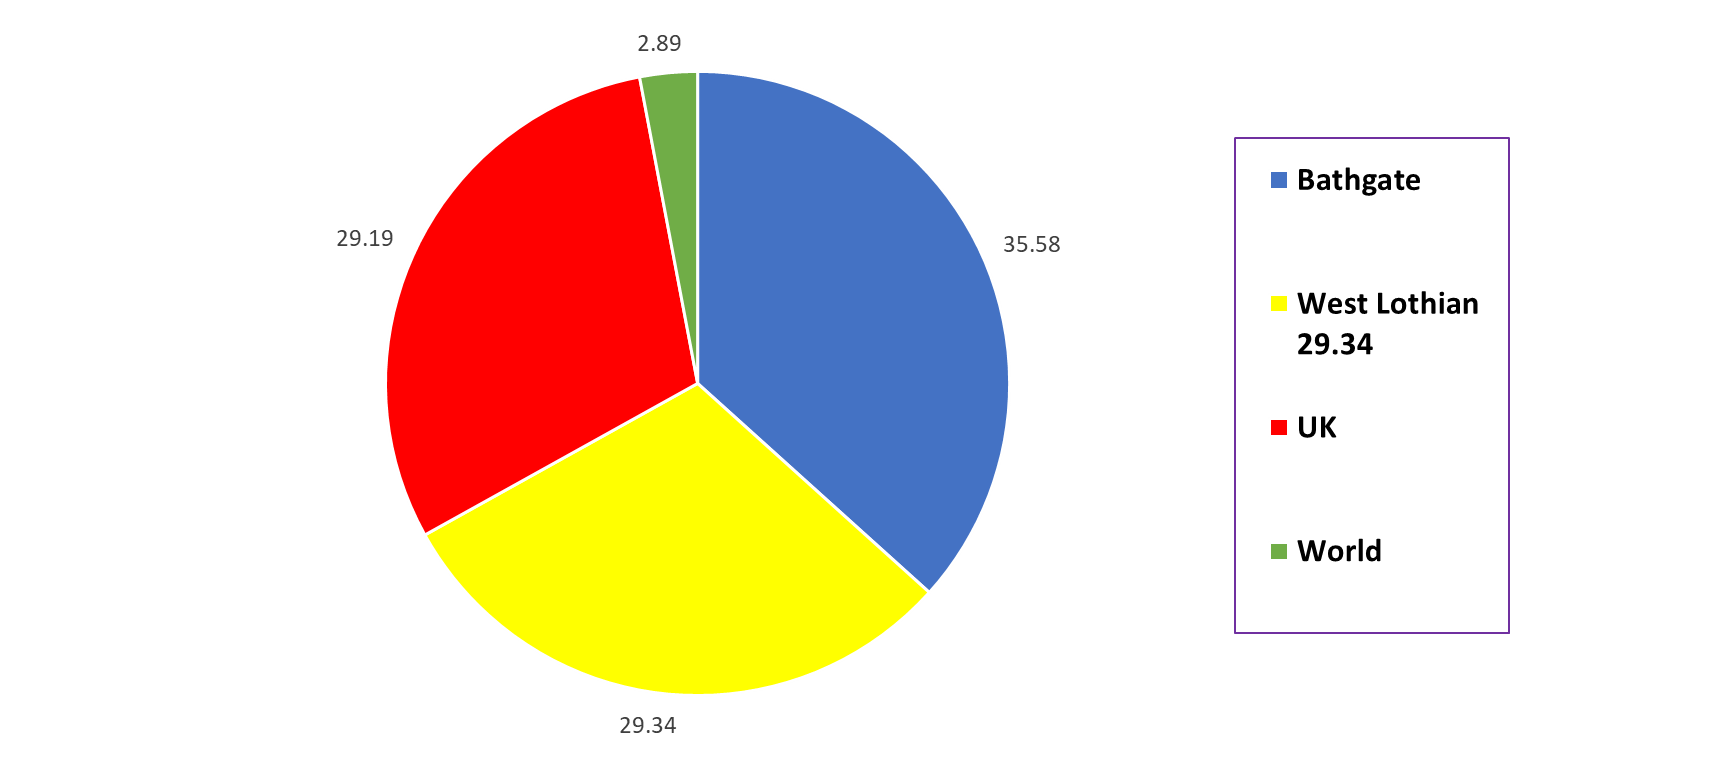 2.89
29.19
35.58
29.34
Bathgate
West Lothian
29.34
UK
World